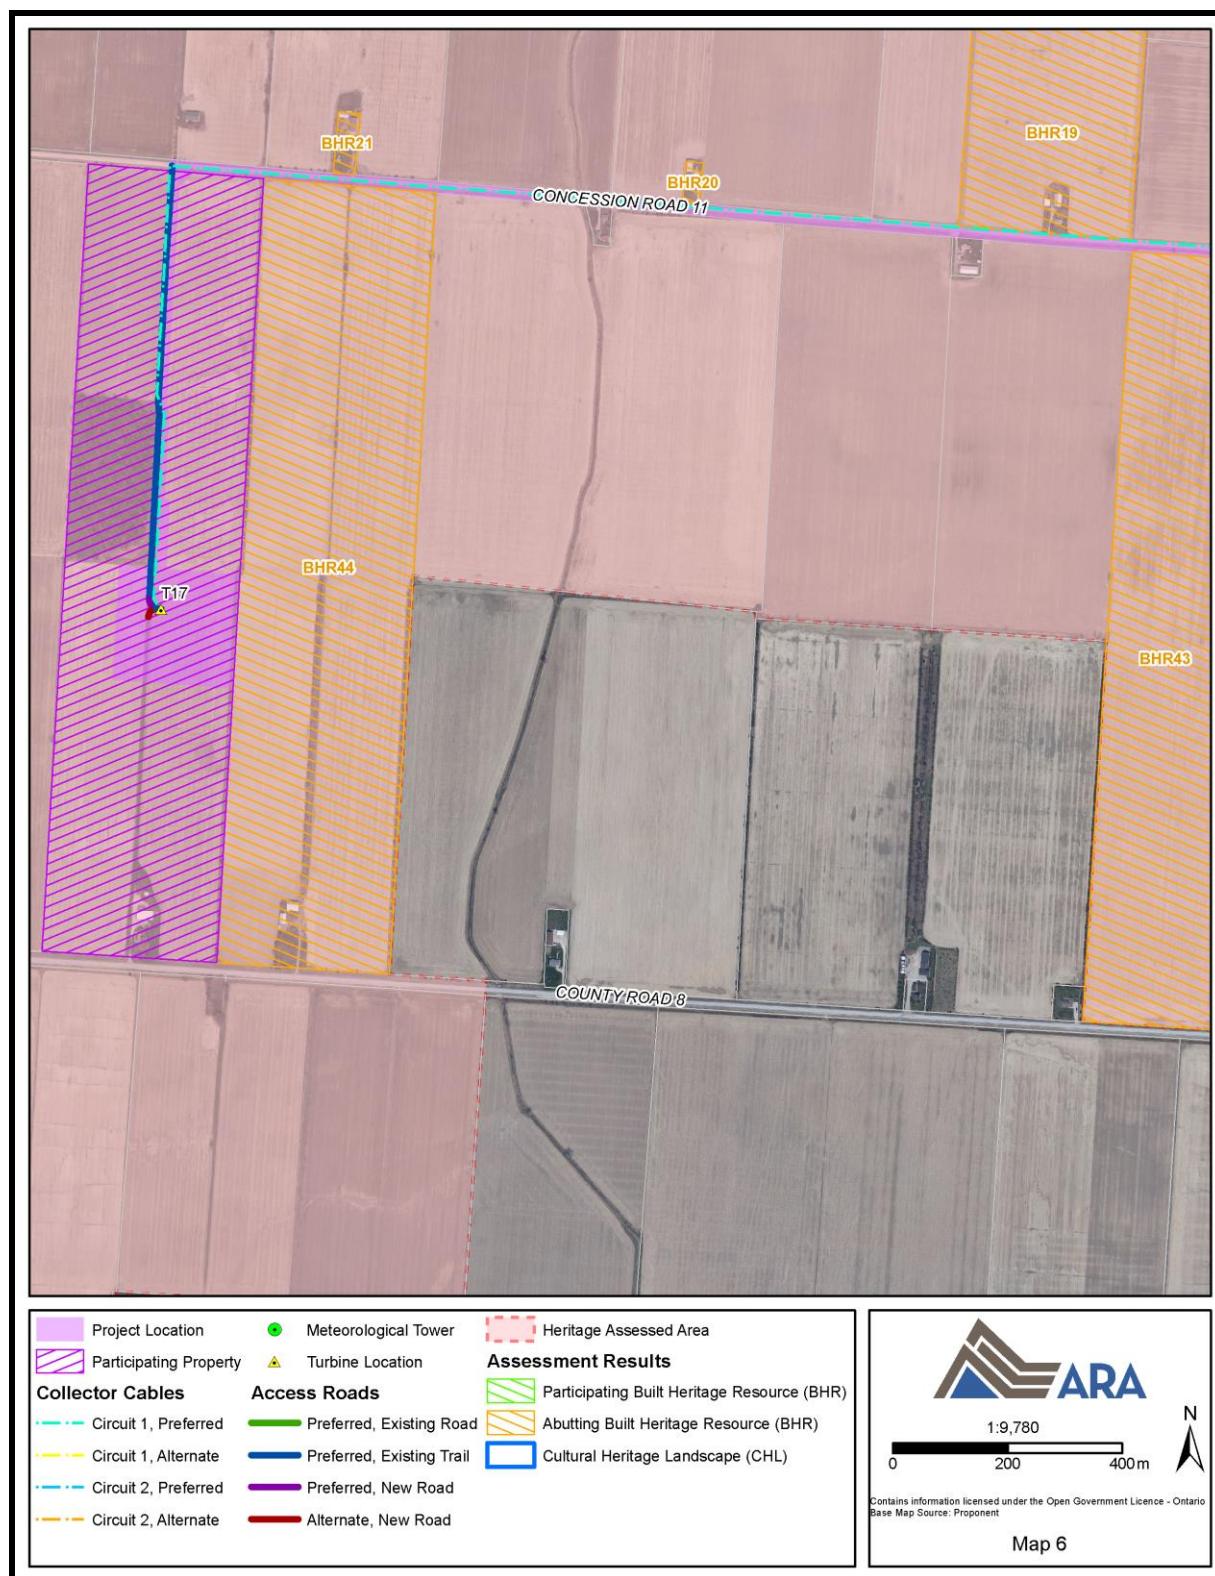 BHR21
BHR19
BHR20
CONCESSION ROAD 11
BHR44
T17
BHR43
COUNTY ROAD 8
Project Location
Participating Property
Collector Cables
Circuit 1, Preferred
Circuit 1, Alternate
Circuit 2, Preferred
Circuit 2, Alternate
Meteorological Tower
Turbine Location
Access Roads
Preferred, Existing Road
Preferred, Existing Trail
Preferred, New Road
Alternate, New Road
Heritage Assessed Area
Assessment Results
Participating Built Heritage Resource (BHR)
Abutting Built Heritage Resource (BHR)
Cultural Heritage Landscape (CHL)
ARA
1:9,780
N
0 200 400 m
Contains information licensed under the Open Government Licence - Ontario
Base Map Source: Proponent
Map 6